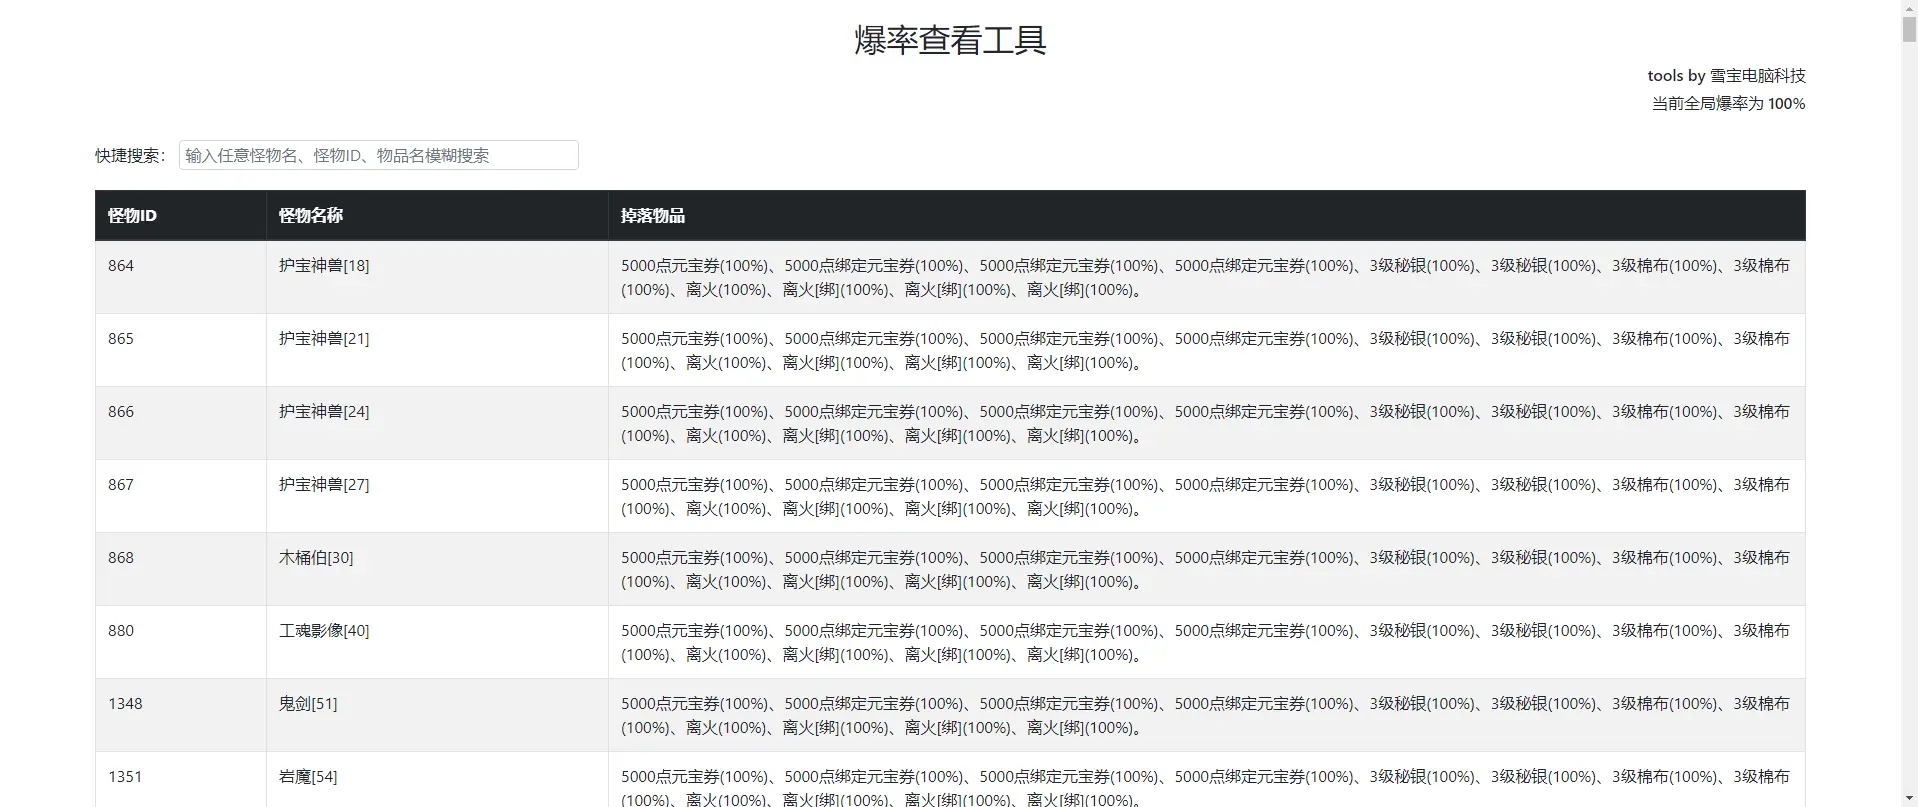 爆率查看工具
tools by 雪宝电脑科技
当前全局爆率为 100%
快捷搜索： 输入任意怪物名、怪物ID、物品名模糊搜索
怪物ID 怪物名称 掉落物品
864 护宝神兽[18] 5000点元宝券(100%)、5000点绑定元宝券(100%)、5000点绑定元宝券(100%)、5000点绑定元宝券(100%)、3级秘银(100%)、3级秘银(100%)、3级棉布(100%)、3级棉布
(100%)、离火(100%)、离火[绑](100%)、离火[绑](100%)、离火[绑](100%)。
865 护宝神兽[21] 5000点元宝券(100%)、5000点绑定元宝券(100%)、5000点绑定元宝券(100%)、5000点绑定元宝券(100%)、3级秘银(100%)、3级秘银(100%)、3级棉布(100%)、3级棉布
(100%)、离火(100%)、离火[绑](100%)、离火[绑](100%)、离火[绑](100%)。
866 护宝神兽[24] 5000点元宝券(100%)、5000点绑定元宝券(100%)、5000点绑定元宝券(100%)、5000点绑定元宝券(100%)、3级秘银(100%)、3级秘银(100%)、3级棉布(100%)、3级棉布
(100%)、离火(100%)、离火[绑](100%)、离火[绑](100%)、离火[绑](100%)。
867 护宝神兽[27] 5000点元宝券(100%)、5000点绑定元宝券(100%)、5000点绑定元宝券(100%)、5000点绑定元宝券(100%)、3级秘银(100%)、3级秘银(100%)、3级棉布(100%)、3级棉布
(100%)、离火(100%)、离火[绑](100%)、离火[绑](100%)、离火[绑](100%)。
868 木桶伯[30] 5000点元宝券(100%)、5000点绑定元宝券(100%)、5000点绑定元宝券(100%)、5000点绑定元宝券(100%)、3级秘银(100%)、3级秘银(100%)、3级棉布(100%)、3级棉布
(100%)、离火(100%)、离火[绑](100%)、离火[绑](100%)、离火[绑](100%)。
880 工魂影像[40] 5000点元宝券(100%)、5000点绑定元宝券(100%)、5000点绑定元宝券(100%)、5000点绑定元宝券(100%)、3级秘银(100%)、3级秘银(100%)、3级棉布(100%)、3级棉布
(100%)、离火(100%)、离火[绑](100%)、离火[绑](100%)、离火[绑](100%)。
1348 鬼剑[51] 5000点元宝券(100%)、5000点绑定元宝券(100%)、5000点绑定元宝券(100%)、5000点绑定元宝券(100%)、3级秘银(100%)、3级秘银(100%)、3级棉布(100%)、3级棉布
(100%)、离火(100%)、离火[绑](100%)、离火[绑](100%)、离火[绑](100%)。
1351 岩魔[54] 5000点元宝券(100%)、5000点绑定元宝券(100%)、5000点绑定元宝券(100%)、5000点绑定元宝券(100%)、3级秘银(100%)、3级秘银(100%)、3级棉布(100%)、3级棉布
(100%)、离火(100%)、离火[绑](100%)、离火[绑](100%)、离火[绑](100%)。